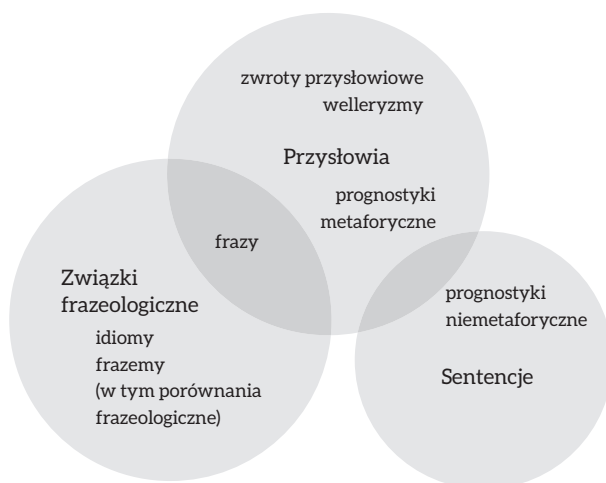 zwroty przysłowiowe
welleryzmy
Przysłowia
prognostyki
metaforyczne
frazy
Związki
frazeologiczne
idiomy
frazemy
(w tym porównania
frazeologiczne)
prognostyki
niemetaforyczne
Sentencje